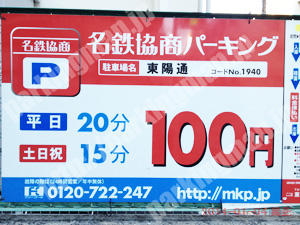 名鉄協商
P
名鉄協商パーキング
駐車場名 東陽通 コードNo.1940
平日 20分
土日祝 15分
100円
0120-722-247
http://mkp.jp